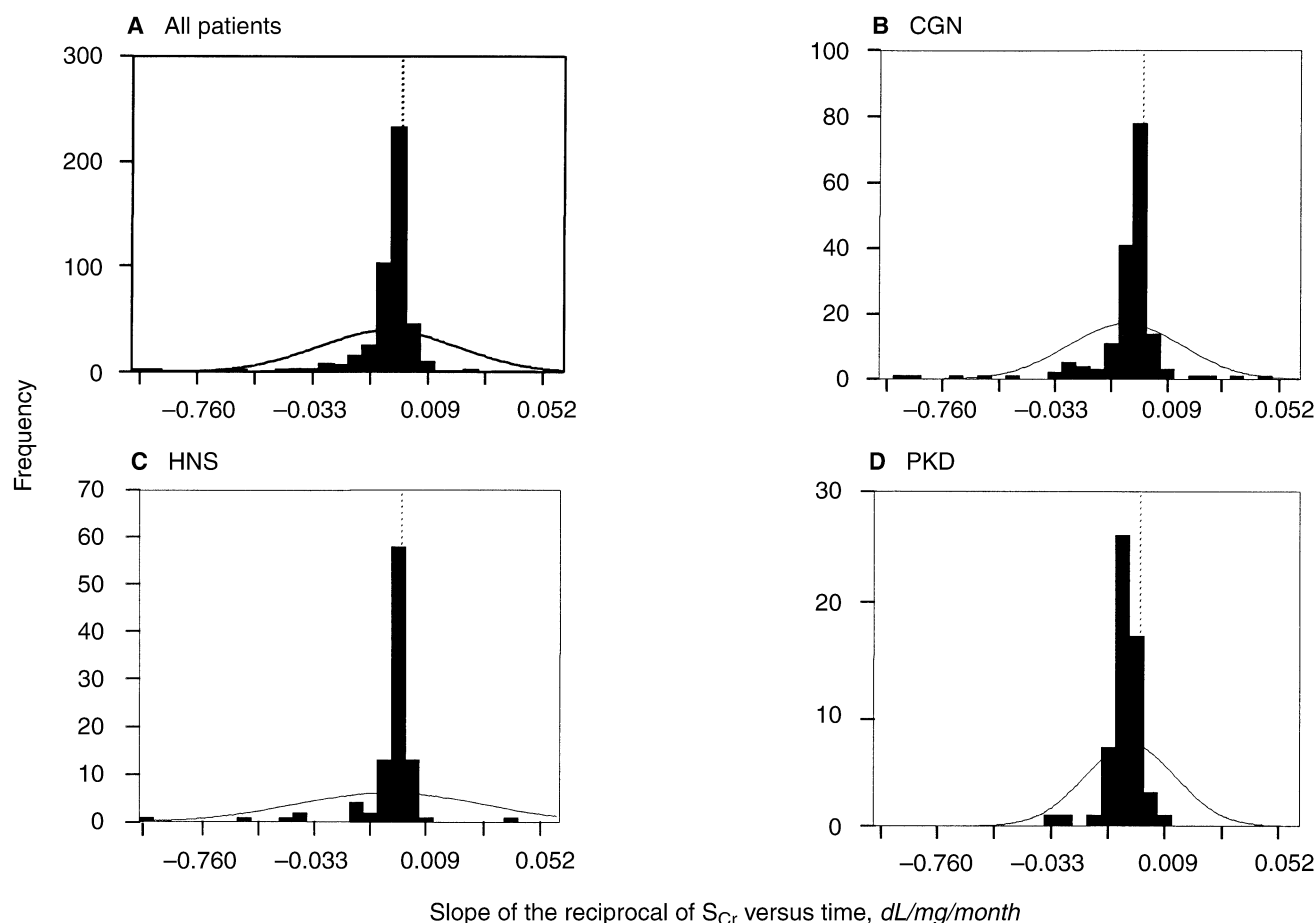 A All patients
300
200
100
0
−0.760 −0.033 0.009 0.052
B CGN
100
80
60
40
20
0
−0.760 −0.033 0.009 0.052
Frequency
C HNS
70
60
50
40
30
20
10
0
−0.760 −0.033 0.009 0.052
D PKD
30
20
10
0
−0.760 −0.033 0.009 0.052
Slope of the reciprocal of SCr versus time, dL/mg/month